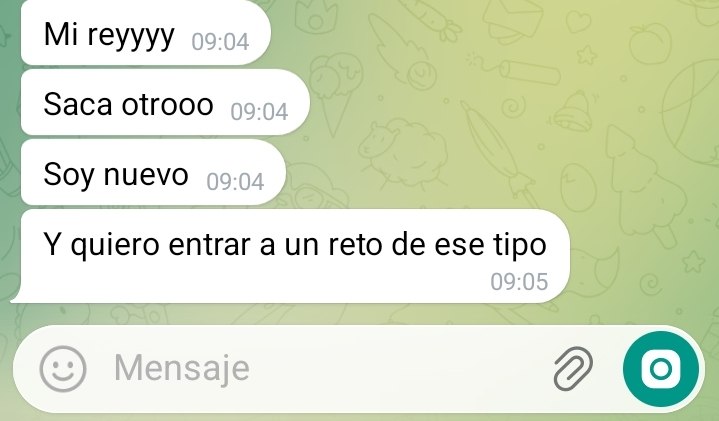 Mi reyyyy 09:04
Saca otrooo 09:04
Soy nuevo 09:04
Y quiero entrar a un reto de ese tipo
09:05
Mensaje